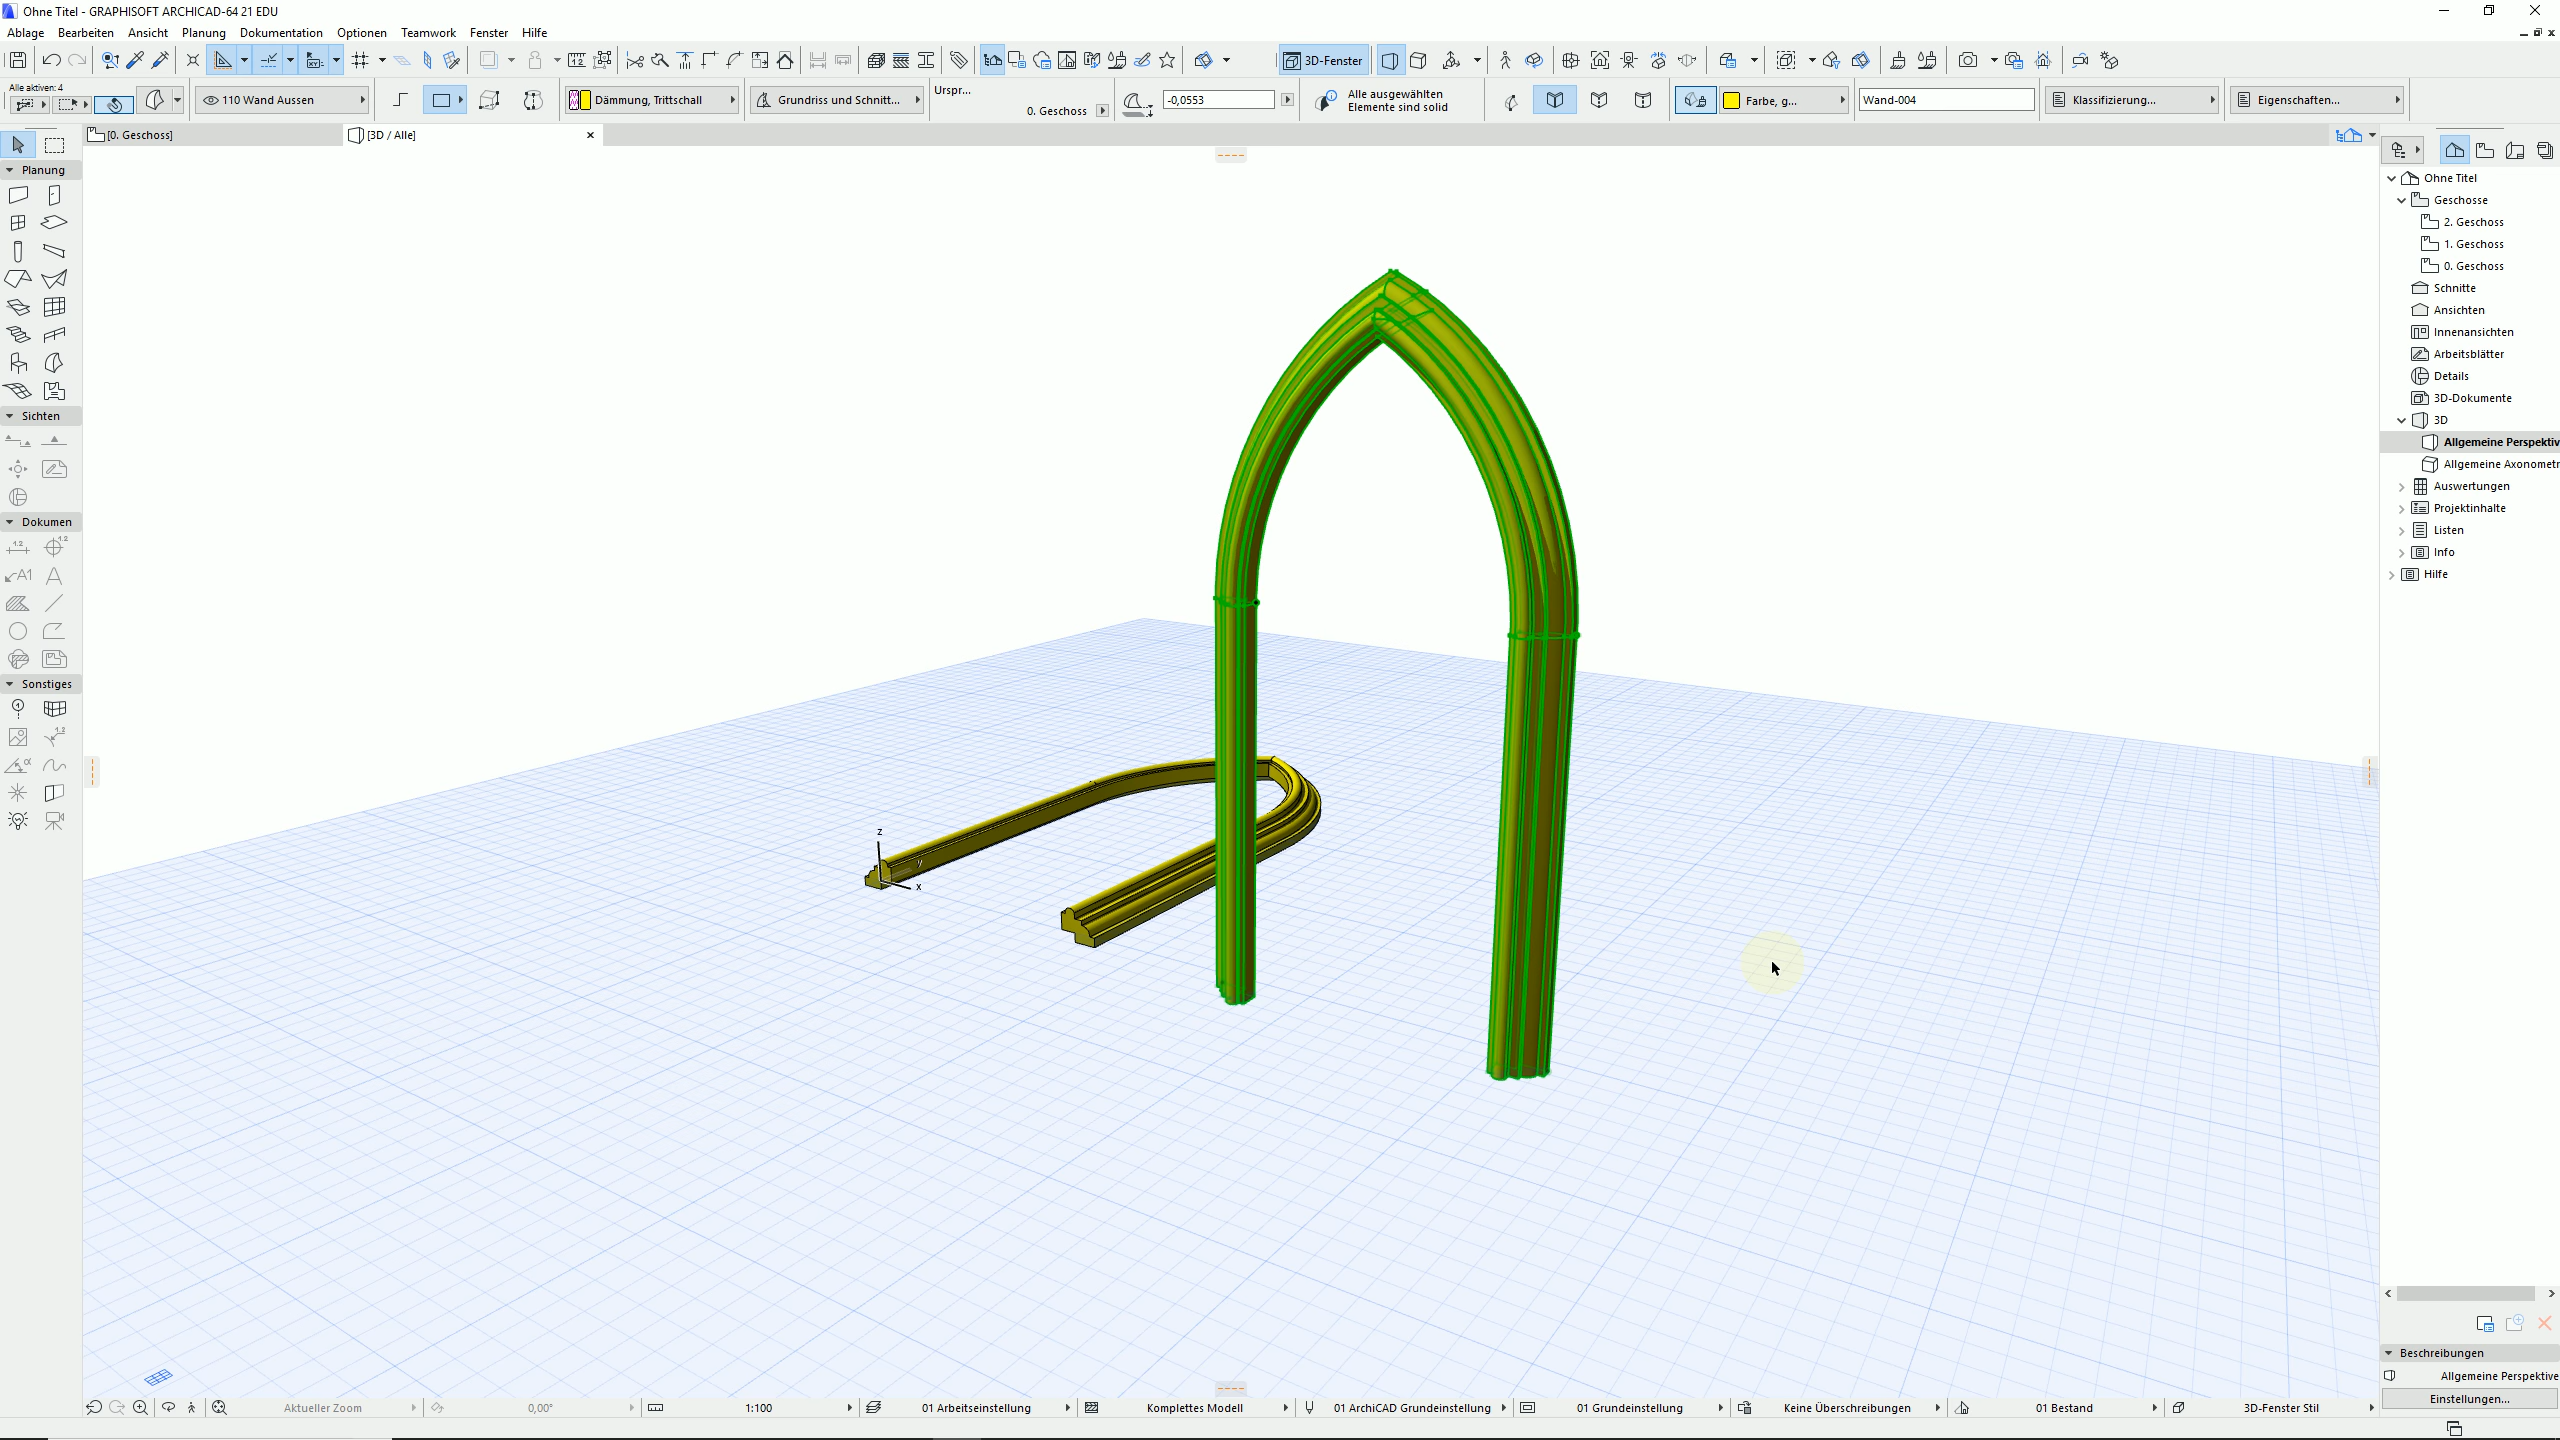 Ohne Titel - GRAPHISOFT ARCHICAD-64 21 EDU
Ablage Bearbeiten Ansicht Planung Dokumentation Optionen Teamwork Fenster Hilfe
3D-Fenster
Alle aktiven: 4
110 Wand Aussen
Dämmung, Trittschall
Grundriss und Schnitt...
Urspr...
0. Geschoss
-0,0553
Alle ausgewählten
Elemente sind solid
Farbe, g...
Wand-004
Klassifizierung...
Eigenschaften...
[0. Geschoss]
[3D / Alle]
Planung
Sichten
Dokumen
Sonstiges
z
y
x
Ohne Titel
Geschosse
2. Geschoss
1. Geschoss
0. Geschoss
Schnitte
Ansichten
Innenansichten
Arbeitsblätter
Details
3D-Dokumente
3D
Allgemeine Perspektiv
Allgemeine Axonometr
Auswertungen
Projektinhalte
Listen
Info
Hilfe
Beschreibungen
Allgemeine Perspektive
Einstellungen...
Aktueller Zoom
0,00°
1:100
01 Arbeitseinstellung
Komplettes Modell
01 ArchiCAD Grundeinstellung
01 Grundeinstellung
Keine Überschreibungen
01 Bestand
3D-Fenster Stil